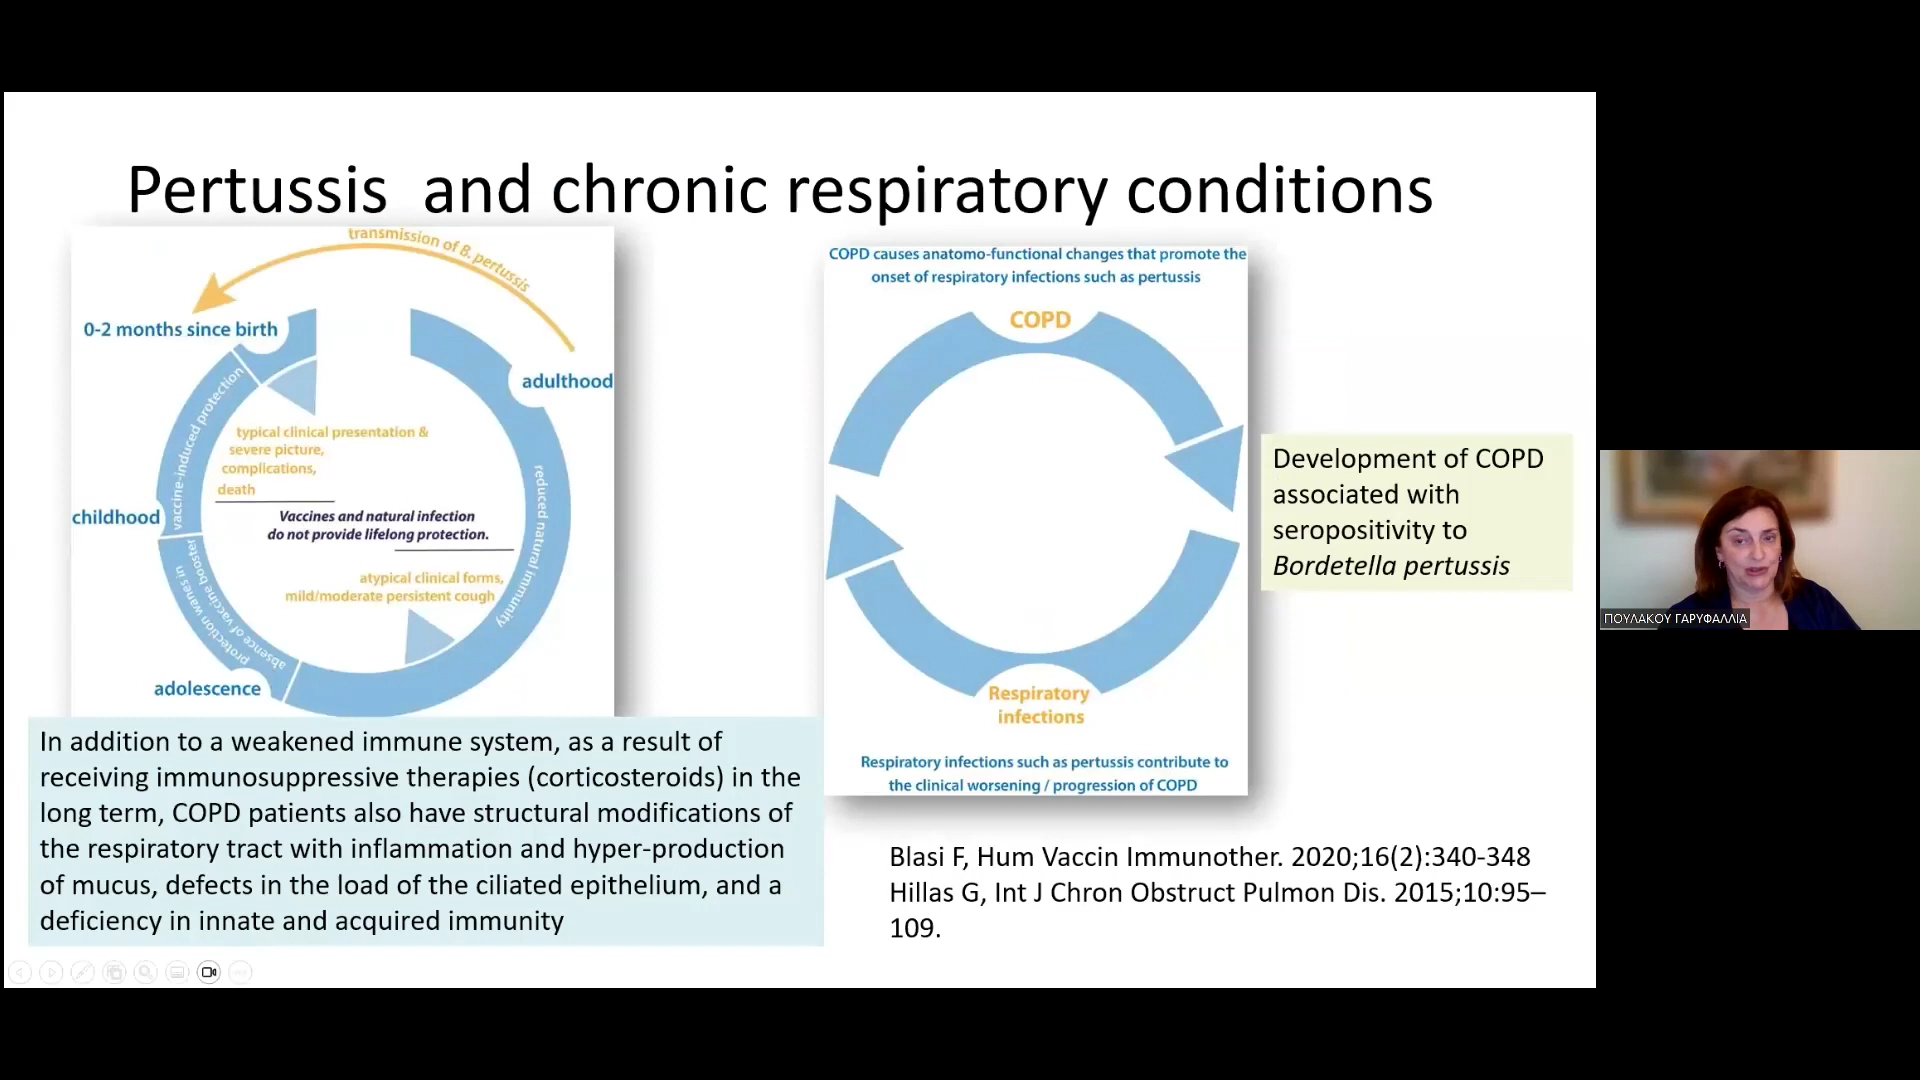 Pertussis  and chronic respiratory conditions
transmission of B. pertussis
0-2 months since birth
adulthood
vaccine-induced protection
typical clinical presentation &
severe picture,
complications,
death
childhood
Vaccines and natural infection
do not provide lifelong protection.
reduced natural immunity
atypical clinical forms,
mild/moderate persistent cough
protection wanes in
absence of vaccine booster
adolescence
In addition to a weakened immune system, as a result of
receiving immunosuppressive therapies (corticosteroids) in the
long term, COPD patients also have structural modifications of
the respiratory tract with inflammation and hyper-production
of mucus, defects in the load of the ciliated epithelium, and a
deficiency in innate and acquired immunity
COPD causes anatomo-functional changes that promote the
onset of respiratory infections such as pertussis
COPD
Respiratory
infections
Respiratory infections such as pertussis contribute to
the clinical worsening / progression of COPD
Development of COPD
associated with
seropositivity to
Bordetella pertussis
Blasi F, Hum Vaccin Immunother. 2020;16(2):340-348
Hillas G, Int J Chron Obstruct Pulmon Dis. 2015;10:95–
109.
ΠΟΥΛΑΚΟΥ ΓΑΡΥΦΑΛΛΙΑ